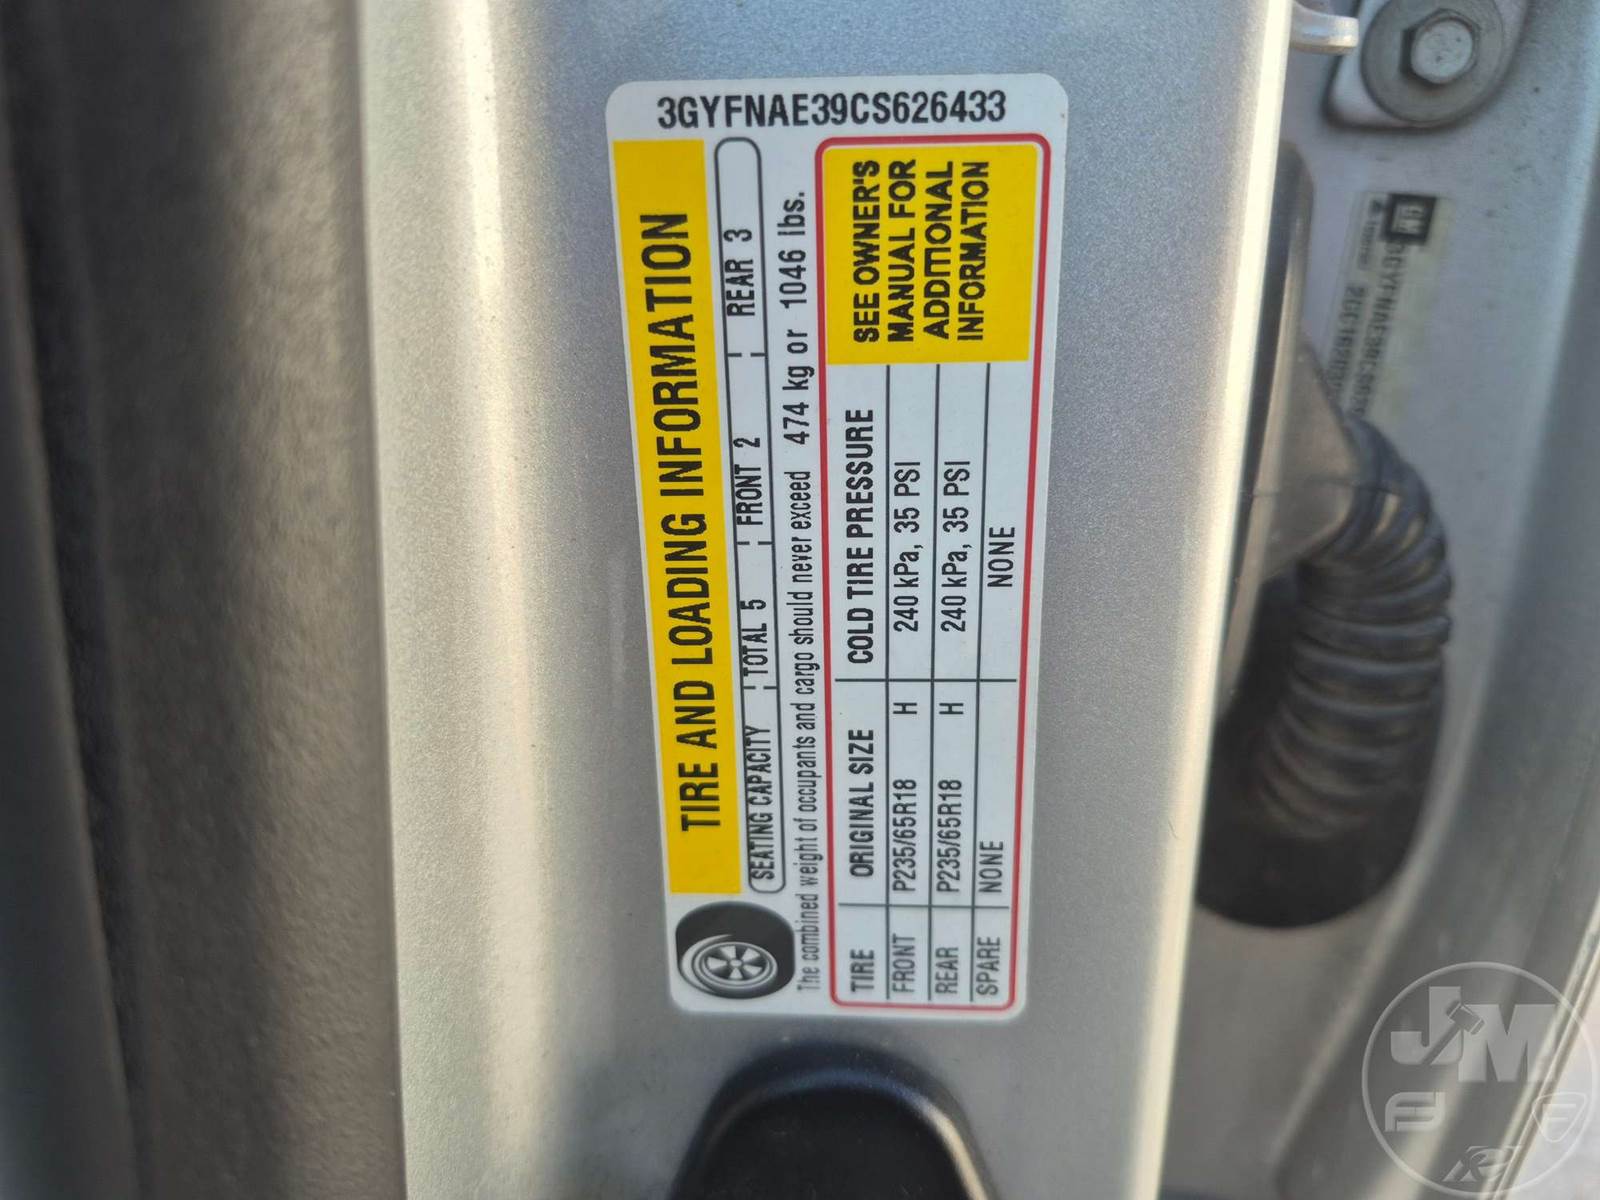 3GYFNAE39CS626433
TIRE AND LOADING INFORMATION
SEATING CAPACITY TOTAL 5 FRONT 2 REAR 3
The combined weight of occupants and cargo should never exceed 474 kg or 1046 lbs.
TIRE ORIGINAL SIZE COLD TIRE PRESSURE
FRONT P235/65R18 H 240 kPa, 35 PSI
REAR P235/65R18 H 240 kPa, 35 PSI
SPARE NONE NONE
SEE OWNER'S
MANUAL FOR
ADDITIONAL
INFORMATION
GM
JM